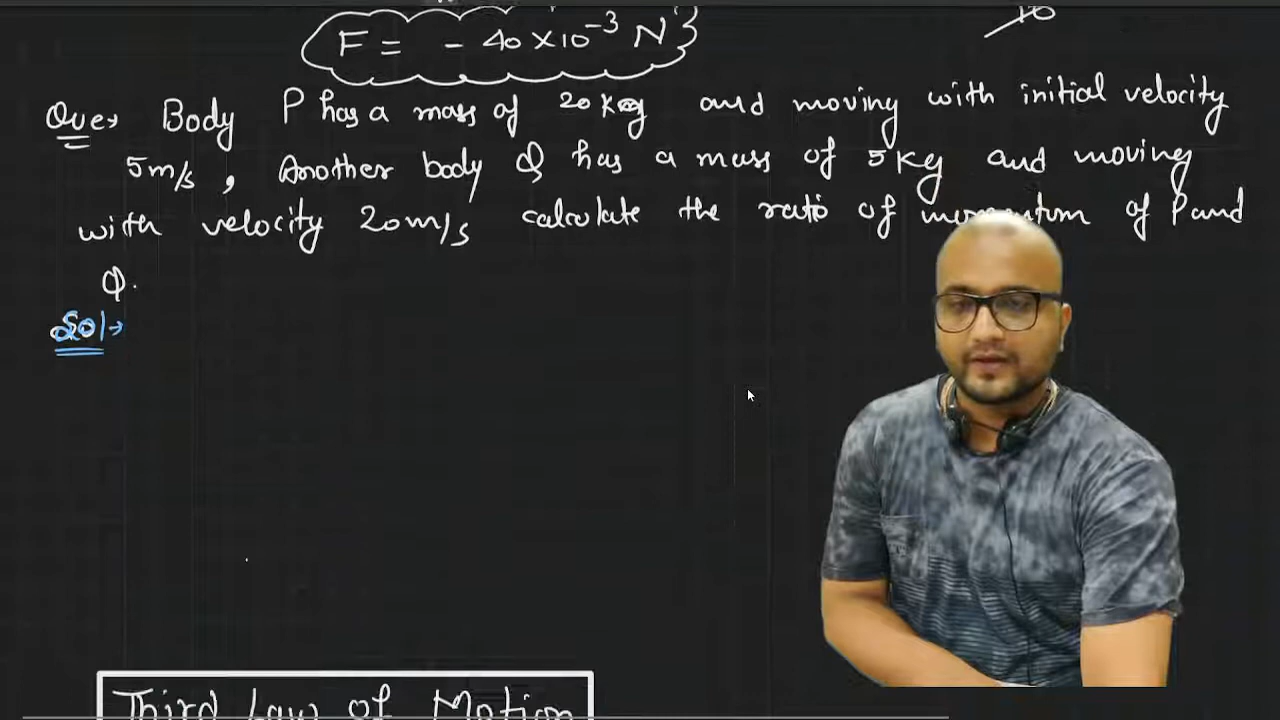 F = - 40 × 10⁻³ N
10
Que→ Body P has a mass of 20 kg and moving with initial velocity
5 m/s , Another body Q has a mass of 5 kg and moving
with velocity 20 m/s calculate the ratio of momentum of P and
Q.
Sol→
Third Law of Motion